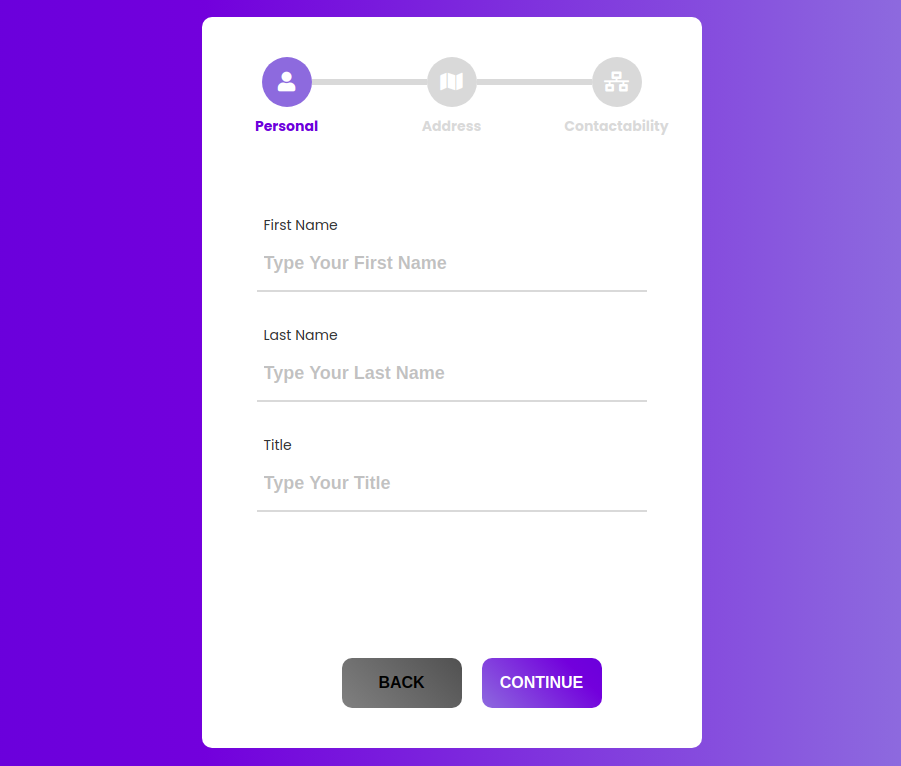 Personal
Address
Contactability
First Name
Type Your First Name
Last Name
Type Your Last Name
Title
Type Your Title
BACK
CONTINUE